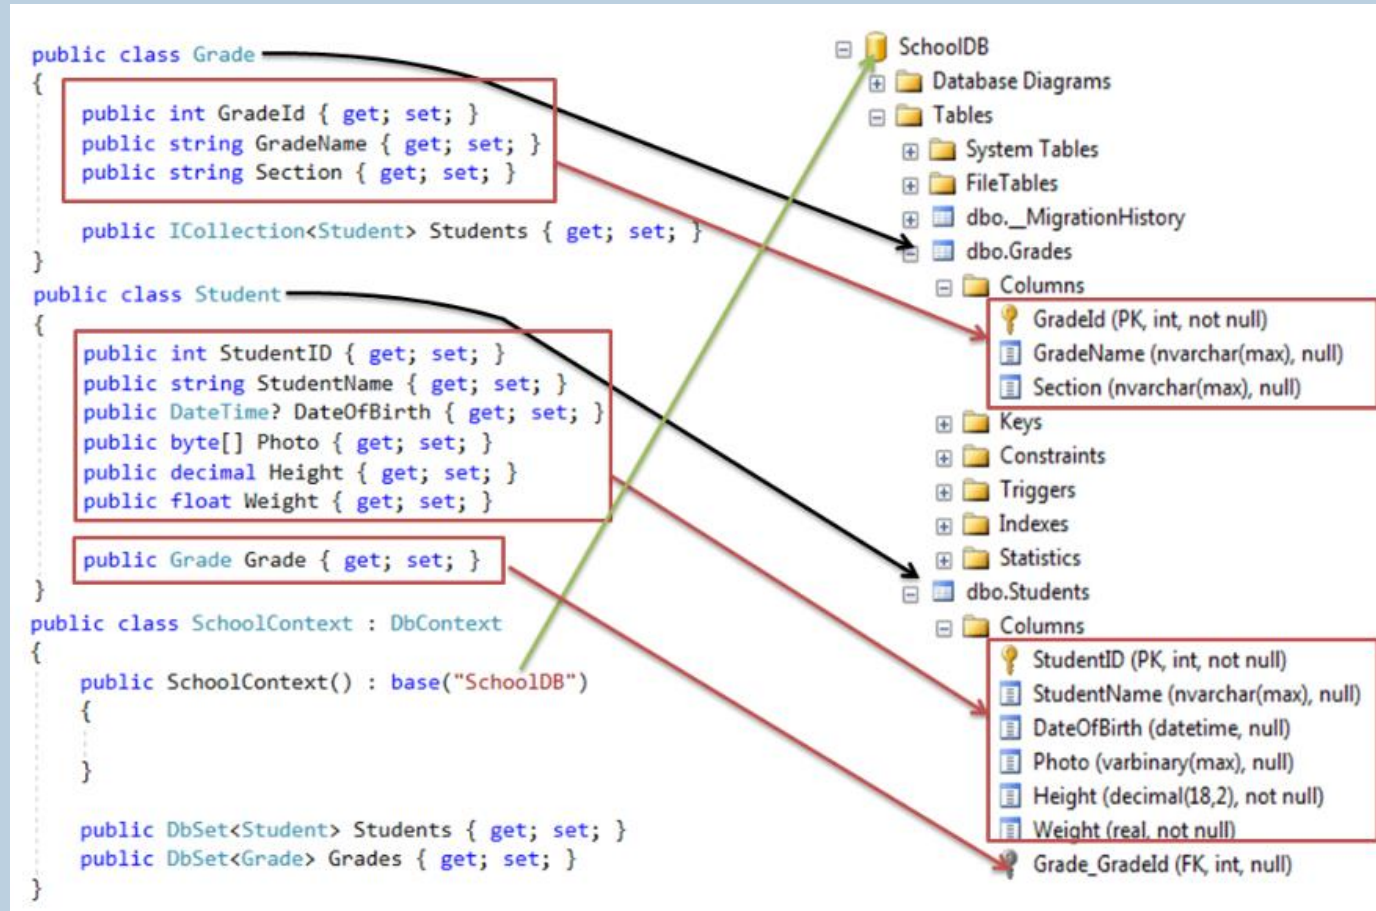 public class Grade
{
public int GradeId { get; set; }
public string GradeName { get; set; }
public string Section { get; set; }
public ICollection<Student> Students { get; set; }
}
public class Student
{
public int StudentID { get; set; }
public string StudentName { get; set; }
public DateTime? DateOfBirth { get; set; }
public byte[] Photo { get; set; }
public decimal Height { get; set; }
public float Weight { get; set; }
public Grade Grade { get; set; }
}
public class SchoolContext : DbContext
{
public SchoolContext() : base("SchoolDB")
{
}
public DbSet<Student> Students { get; set; }
public DbSet<Grade> Grades { get; set; }
}
SchoolDB
Database Diagrams
Tables
System Tables
FileTables
dbo.__MigrationHistory
dbo.Grades
Columns
GradeId (PK, int, not null)
GradeName (nvarchar(max), null)
Section (nvarchar(max), null)
Keys
Constraints
Triggers
Indexes
Statistics
dbo.Students
Columns
StudentID (PK, int, not null)
StudentName (nvarchar(max), null)
DateOfBirth (datetime, null)
Photo (varbinary(max), null)
Height (decimal(18,2), not null)
Weight (real, not null)
Grade_GradeId (FK, int, null)